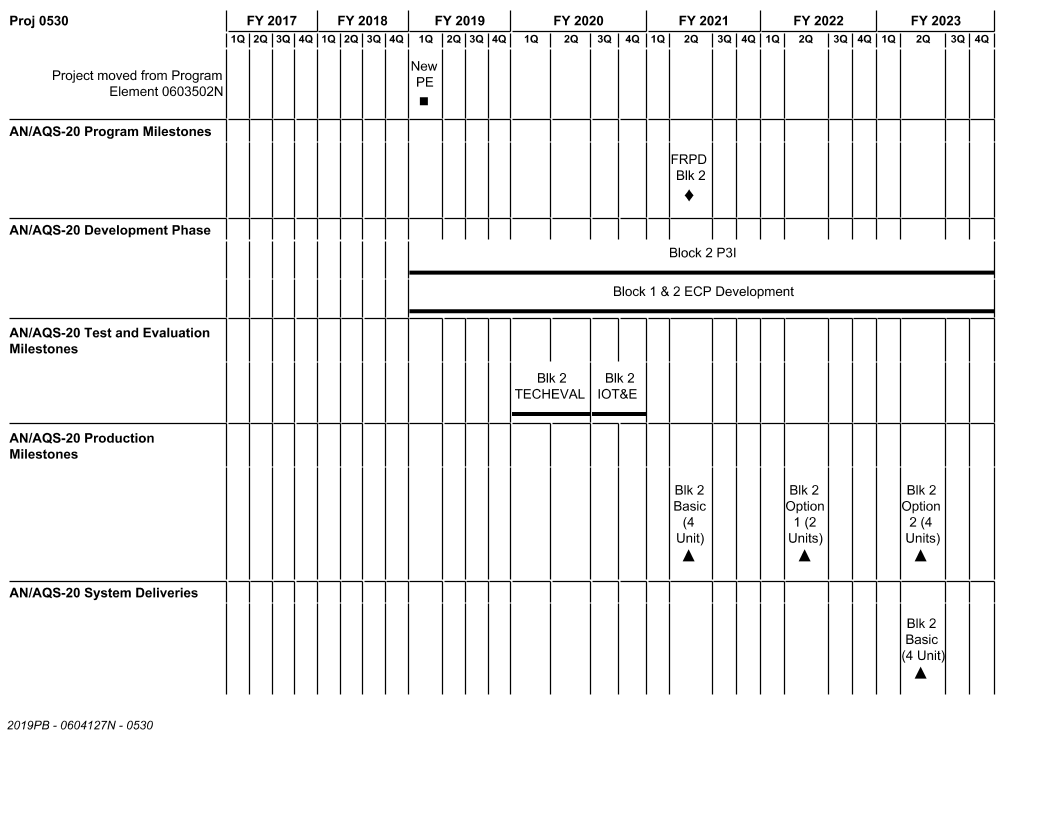 Proj 0530
FY 2017 FY 2018 FY 2019 FY 2020 FY 2021 FY 2022 FY 2023
1Q 2Q 3Q 4Q 1Q 2Q 3Q 4Q 1Q 2Q 3Q 4Q 1Q 2Q 3Q 4Q 1Q 2Q 3Q 4Q 1Q 2Q 3Q 4Q 1Q 2Q 3Q 4Q
Project moved from Program
Element 0603502N
New
PE
AN/AQS-20 Program Milestones
FRPD
Blk 2
AN/AQS-20 Development Phase
Block 2 P3I
Block 1 & 2 ECP Development
AN/AQS-20 Test and Evaluation
Milestones
Blk 2
TECHEVAL
Blk 2
IOT&E
AN/AQS-20 Production
Milestones
Blk 2
Basic
(4
Unit)
Blk 2
Option
1 (2
Units)
Blk 2
Option
2 (4
Units)
AN/AQS-20 System Deliveries
Blk 2
Basic
(4 Unit)
2019PB - 0604127N - 0530